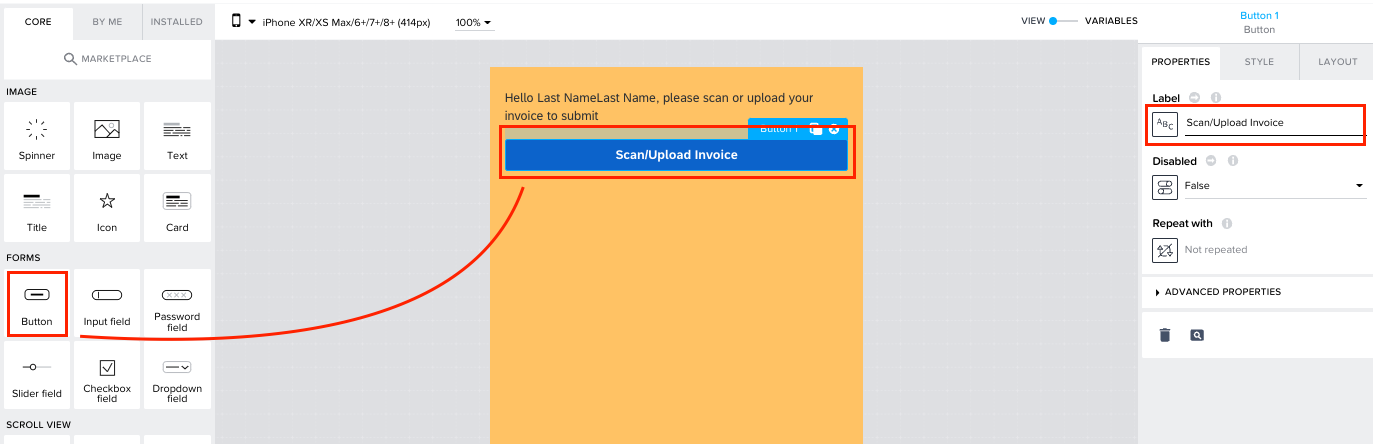 CORE
BY ME
INSTALLED
MARKETPLACE
IMAGE
Spinner
Image
Text
Title
Icon
Card
FORMS
Button
Input field
Password
field
Slider field
Checkbox
field
Dropdown
field
SCROLL VIEW
iPhone XR/XS Max/6+/7+/8+ (414px)
100%
VIEW
VARIABLES
Hello Last NameLast Name, please scan or upload your
invoice to submit
Button 1
Scan/Upload Invoice
Button 1
Button
PROPERTIES
STYLE
LAYOUT
Label
ABC
Scan/Upload Invoice
Disabled
False
Repeat with
Not repeated
ADVANCED PROPERTIES